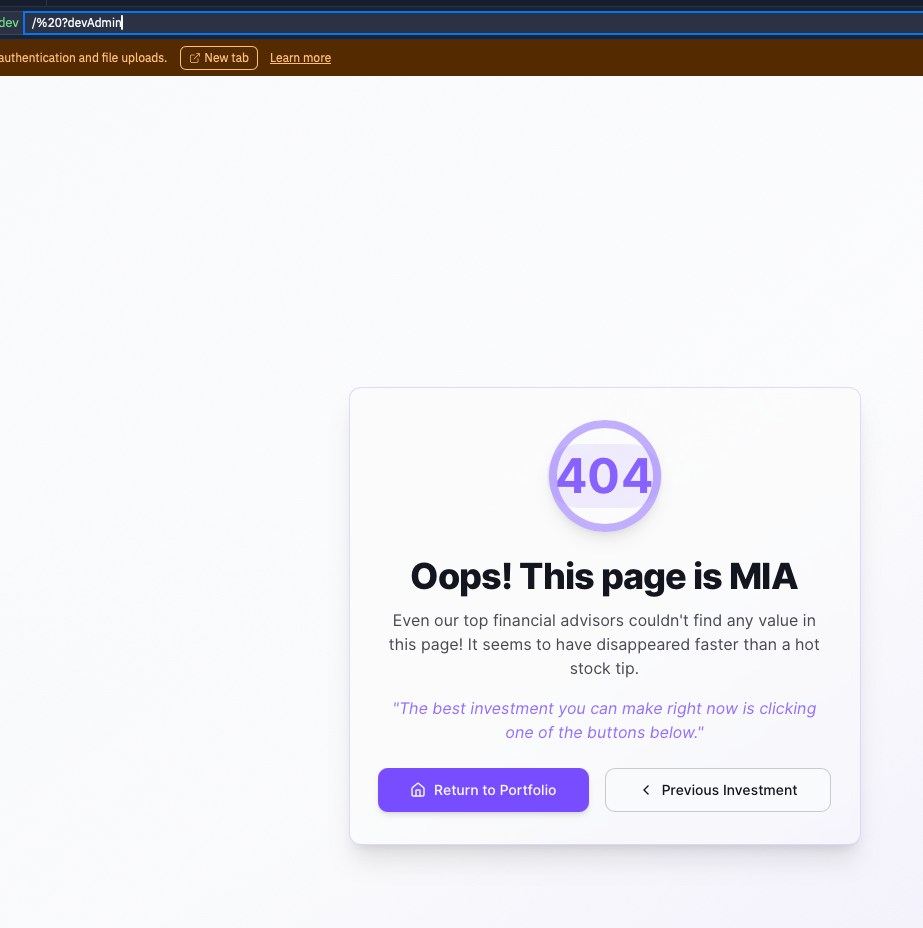 dev /%20?devAdmin
authentication and file uploads. New tab Learn more
404
Oops! This page is MIA
Even our top financial advisors couldn't find any value in
this page! It seems to have disappeared faster than a hot
stock tip.
"The best investment you can make right now is clicking
one of the buttons below."
Return to Portfolio Previous Investment